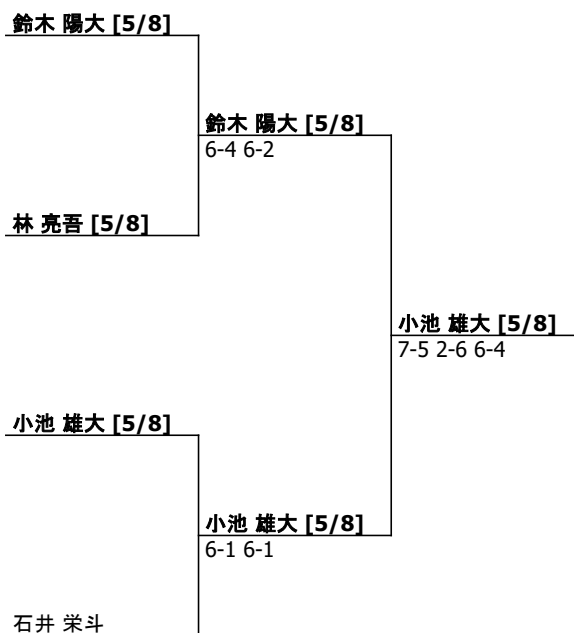 鈴木 陽大 [5/8]
鈴木 陽大 [5/8]
6-4 6-2
林 亮吾 [5/8]
小池 雄大 [5/8]
7-5 2-6 6-4
小池 雄大 [5/8]
小池 雄大 [5/8]
6-1 6-1
石井 栄斗